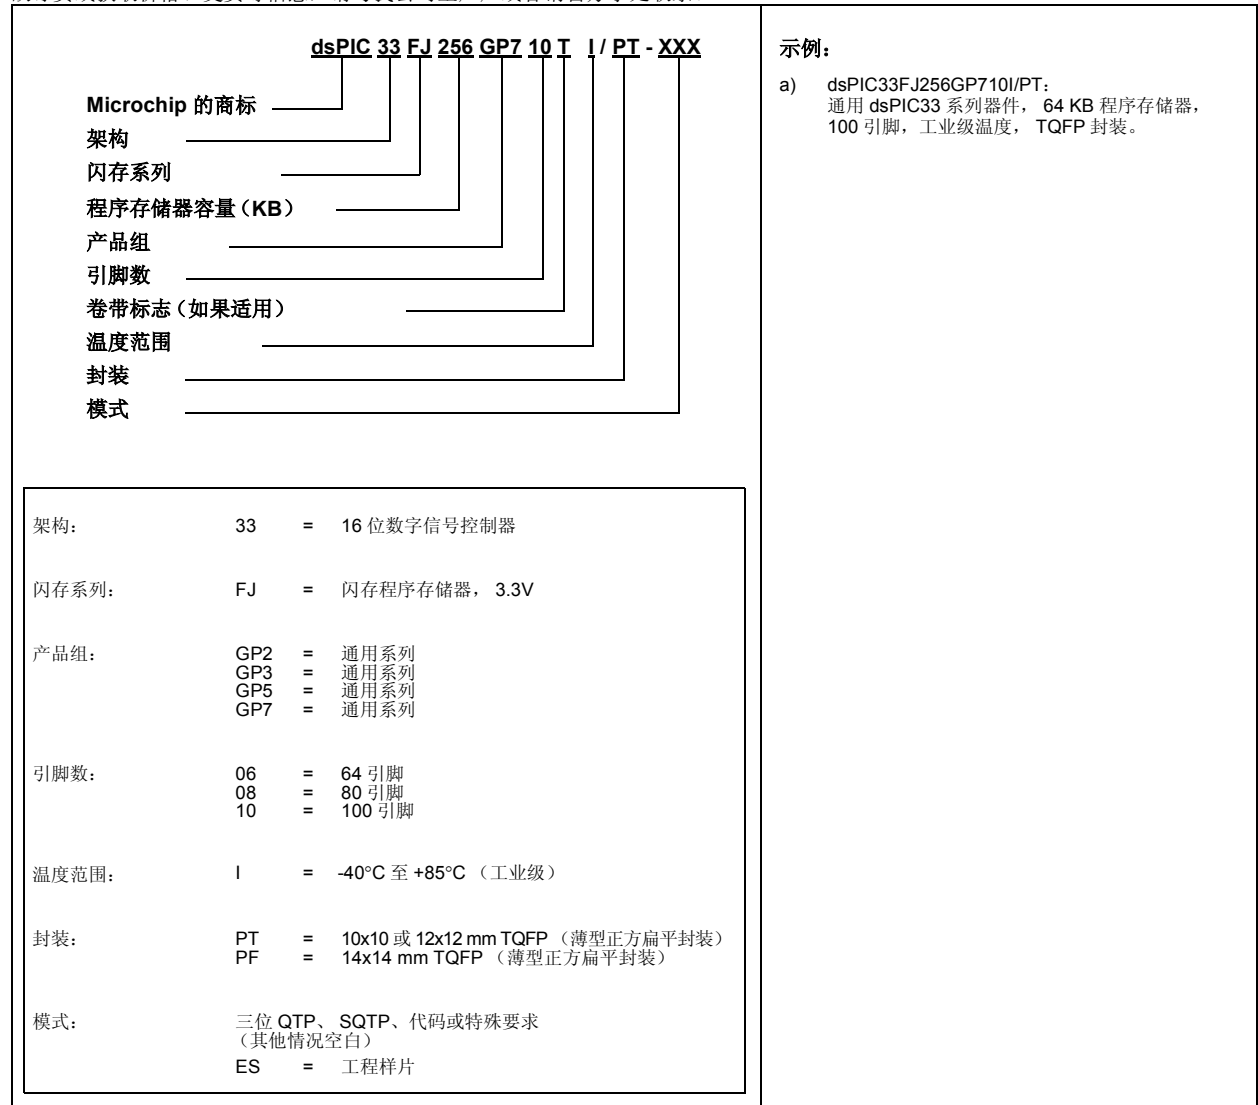 dsPIC 33 FJ 256 GP7 10 T I / PT - XXX
Microchip 的商标
架构
闪存系列
程序存储器容量（KB）
产品组
引脚数
卷带标志（如果适用）
温度范围
封装
模式
示例：
a) dsPIC33FJ256GP710I/PT：
通用 dsPIC33 系列器件， 64 KB 程序存储器，
100 引脚，工业级温度， TQFP 封装。
架构： 33 = 16 位数字信号控制器
闪存系列： FJ = 闪存程序存储器， 3.3V
产品组： GP2 = 通用系列
GP3 = 通用系列
GP5 = 通用系列
GP7 = 通用系列
引脚数： 06 = 64 引脚
08 = 80 引脚
10 = 100 引脚
温度范围： I = -40°C 至 +85°C （工业级）
封装： PT = 10x10 或 12x12 mm TQFP （薄型正方扁平封装）
PF = 14x14 mm TQFP （薄型正方扁平封装）
模式： 三位 QTP、 SQTP、代码或特殊要求
（其他情况空白）
ES = 工程样片